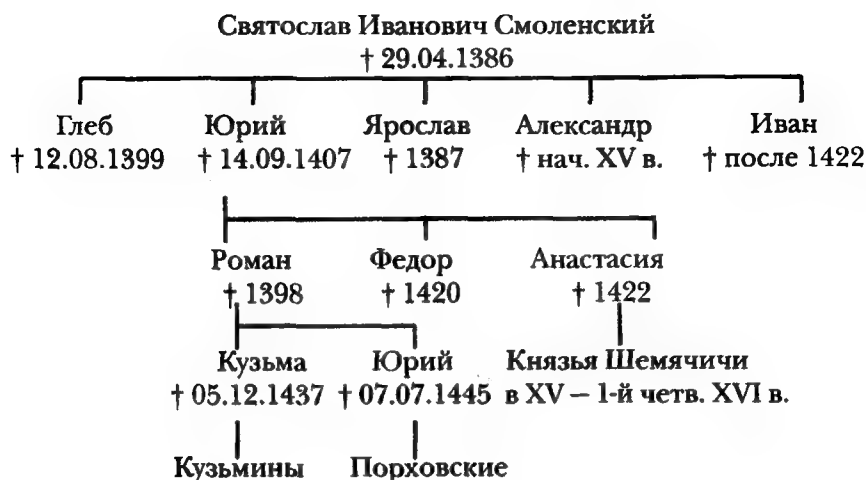 Святослав Иванович Смоленский
† 29.04.1386
Глеб Юрий Ярослав Александр Иван
† 12.08.1399 † 14.09.1407 † 1387 † нач. XV в. † после 1422
Роман Федор Анастасия
† 1398 † 1420 † 1422
Кузьма Юрий Князья Шемячичи
† 05.12.1437 † 07.07.1445 в XV – 1-й четв. XVI в.
Кузьмины Порховские